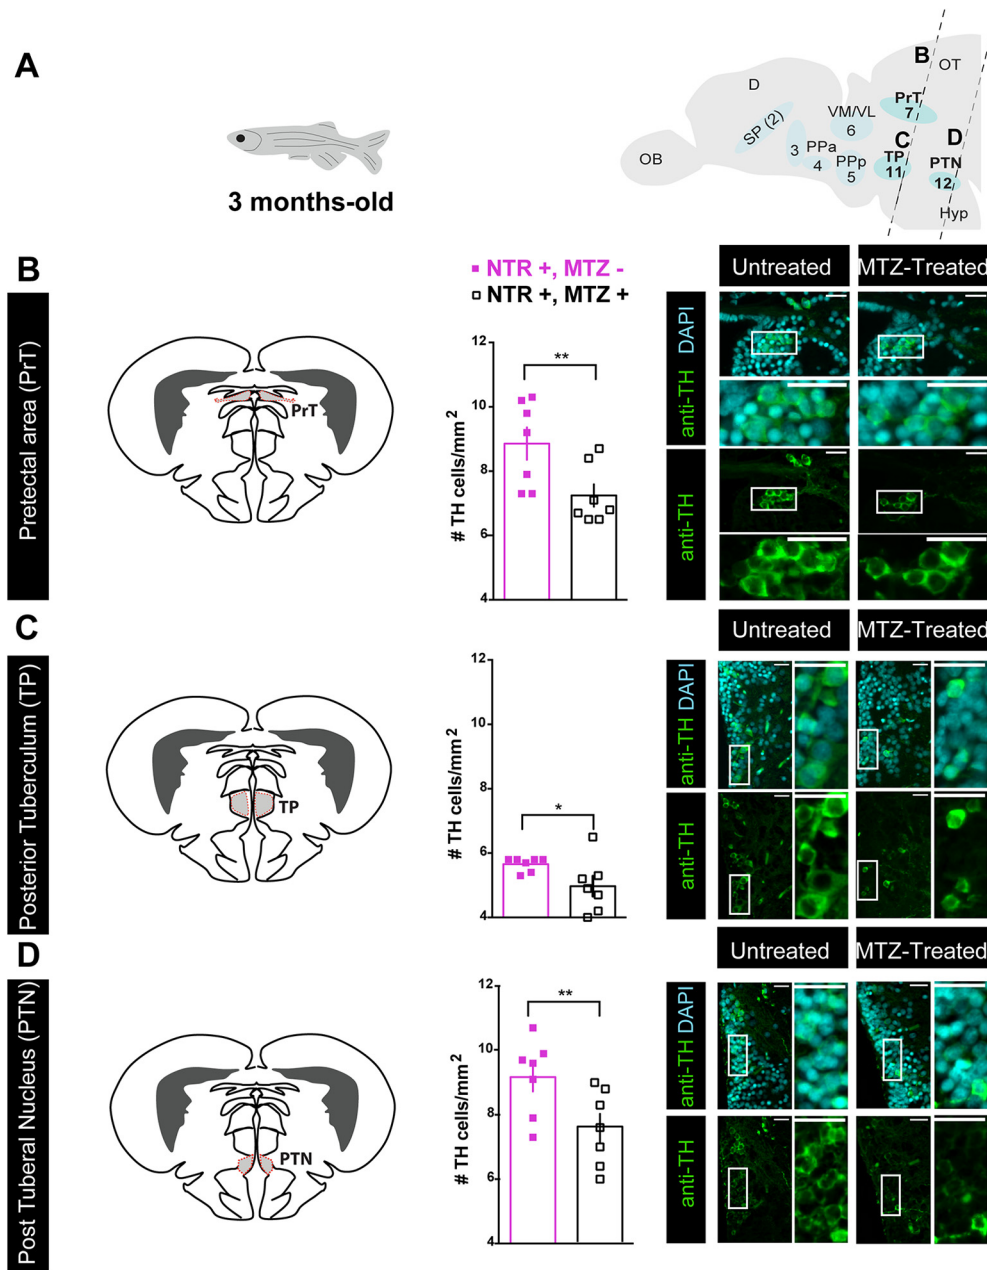 A
3 months-old
B
OT
D
PrT
7
VM/VL
6
SP (2)
C
D
3
PPa
4
TP
11
PTN
12
PPp
5
OB
Hyp
B
NTR +, MTZ -
NTR +, MTZ +
Untreated
MTZ-Treated
Pretectal area (PrT)
PrT
# TH cells/mm2
12
10
8
6
4
**
anti-TH DAPI
anti-TH
C
Untreated
MTZ-Treated
Posterior Tuberculum (TP)
TP
# TH cells/mm2
12
10
8
6
4
*
anti-TH DAPI
anti-TH
D
Untreated
MTZ-Treated
Post Tuberal Nucleus (PTN)
PTN
# TH cells/mm2
12
10
8
6
4
**
anti-TH DAPI
anti-TH